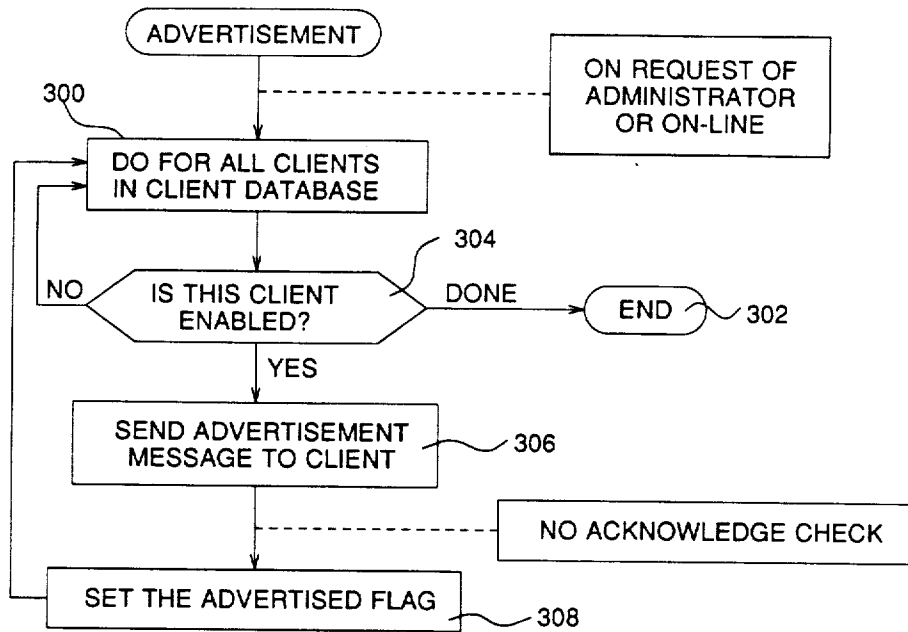 ADVERTISEMENT
ON REQUEST OF
ADMINISTRATOR
OR ON-LINE
300
DO FOR ALL CLIENTS
IN CLIENT DATABASE
304
NO
IS THIS CLIENT
ENABLED?
DONE
END
302
YES
SEND ADVERTISEMENT
MESSAGE TO CLIENT
306
NO ACKNOWLEDGE CHECK
SET THE ADVERTISED FLAG
308